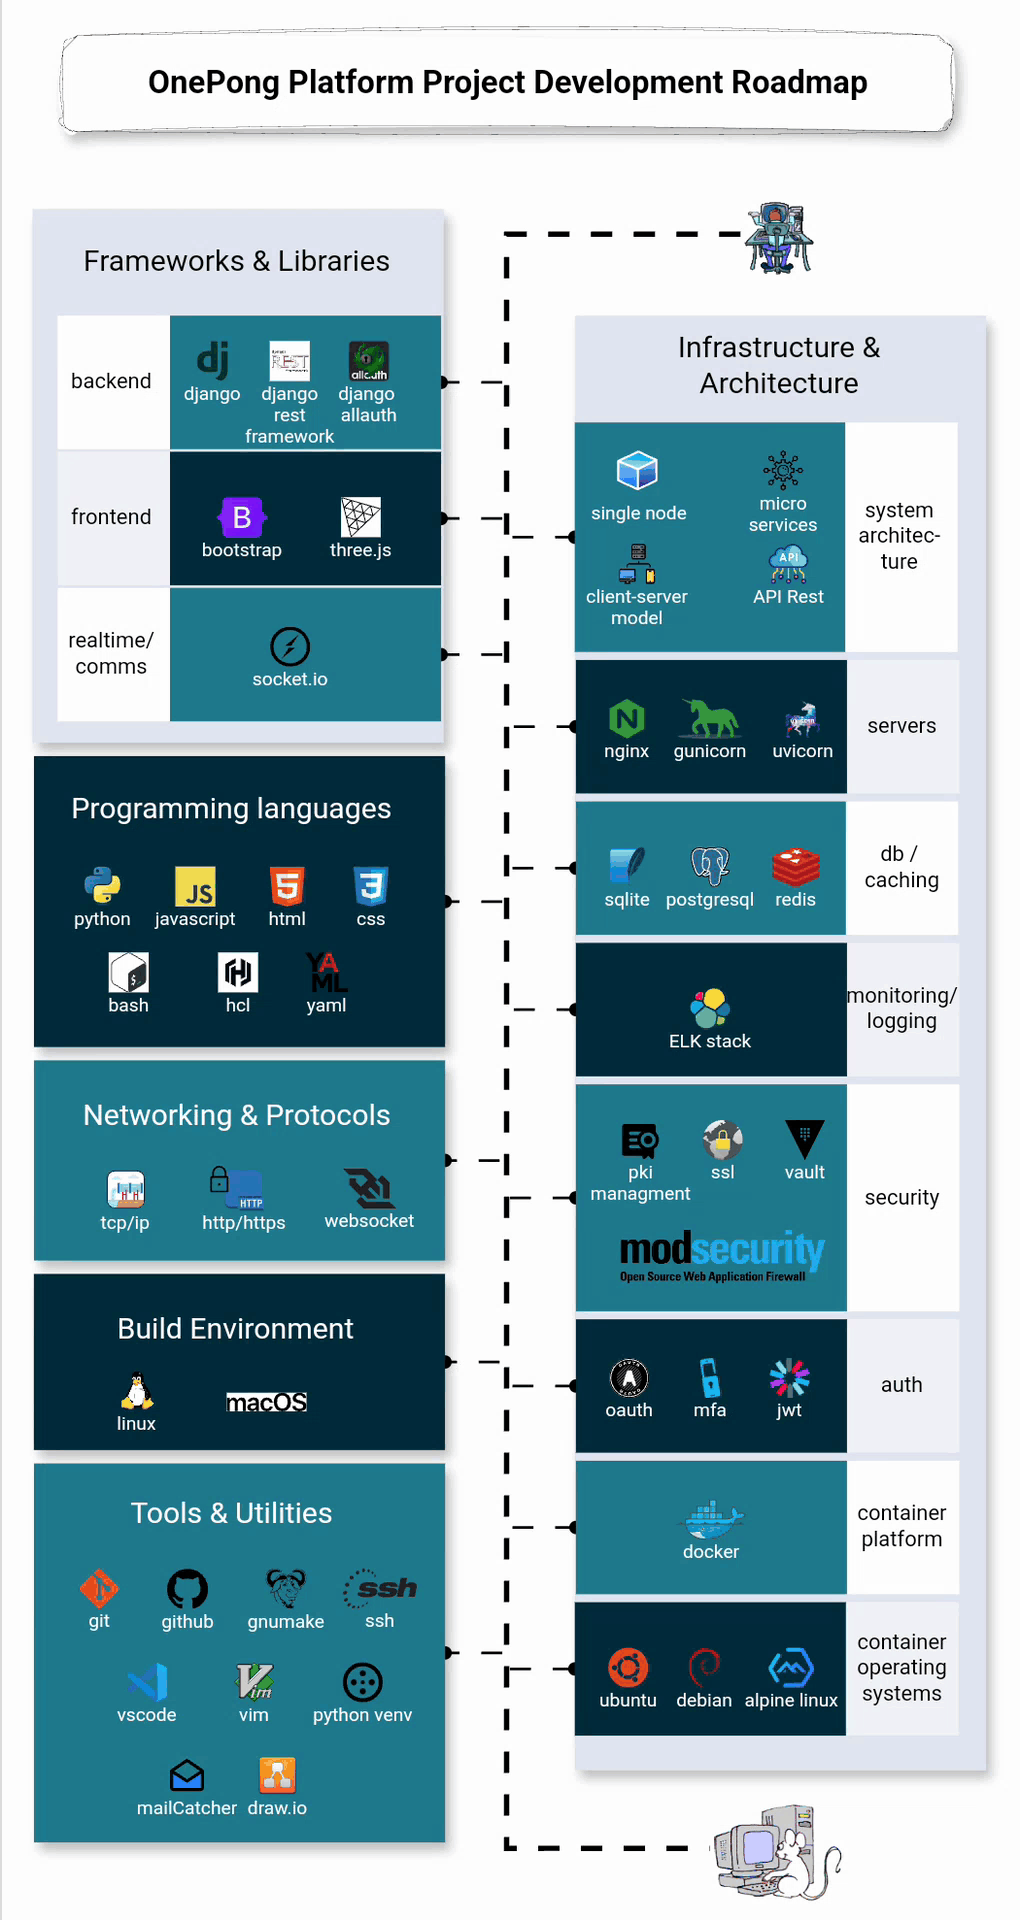 OnePong Platform Project Development Roadmap
Frameworks & Libraries
backend
django
django
rest
framework
allauth
django
allauth
frontend
B
bootstrap
three.js
realtime/
comms
socket.io
Programming languages
JS
python
javascript
5
html
3
css
bash
hcl
YA
ML
yaml
Networking & Protocols
tcp/ip
HTTP
http/https
websocket
Build Environment
linux
macOS
Tools & Utilities
git
github
gnumake
ssh
ssh
vscode
Vim
vim
python venv
mailCatcher
draw.io
Infrastructure &
Architecture
single node
micro
services
client-server
model
API
API Rest
system
architec-
ture
N
nginx
gunicorn
uvicorn
servers
sqlite
postgresql
redis
db /
caching
ELK stack
monitoring/
logging
pki
managment
ssl
vault
modsecurity
Open Source Web Application Firewall
security
A
oauth
mfa
jwt
auth
docker
container
platform
ubuntu
debian
alpine linux
container
operating
systems